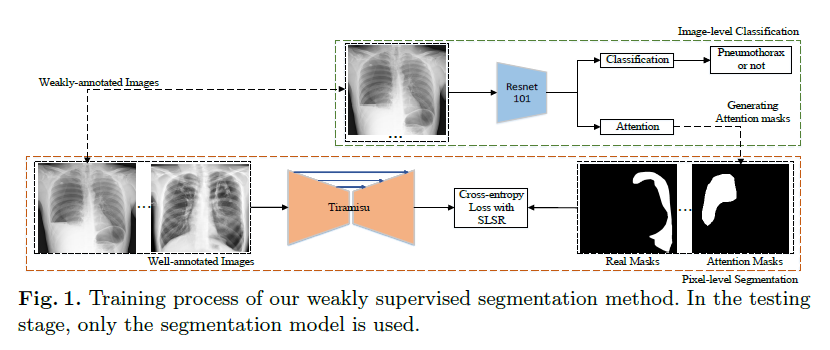 Image-level Classification
Weakly-annotated Images
Resnet
101
Classification
Pneumothorax
or not
Attention
Generating
Attention masks
...
Tiramisu
Cross-entropy
Loss with
SLSR
...
...
Well-annotated Images
Real Masks
Attention Masks
Pixel-level Segmentation
Fig. 1. Training process of our weakly supervised segmentation method. In the testing
stage, only the segmentation model is used.